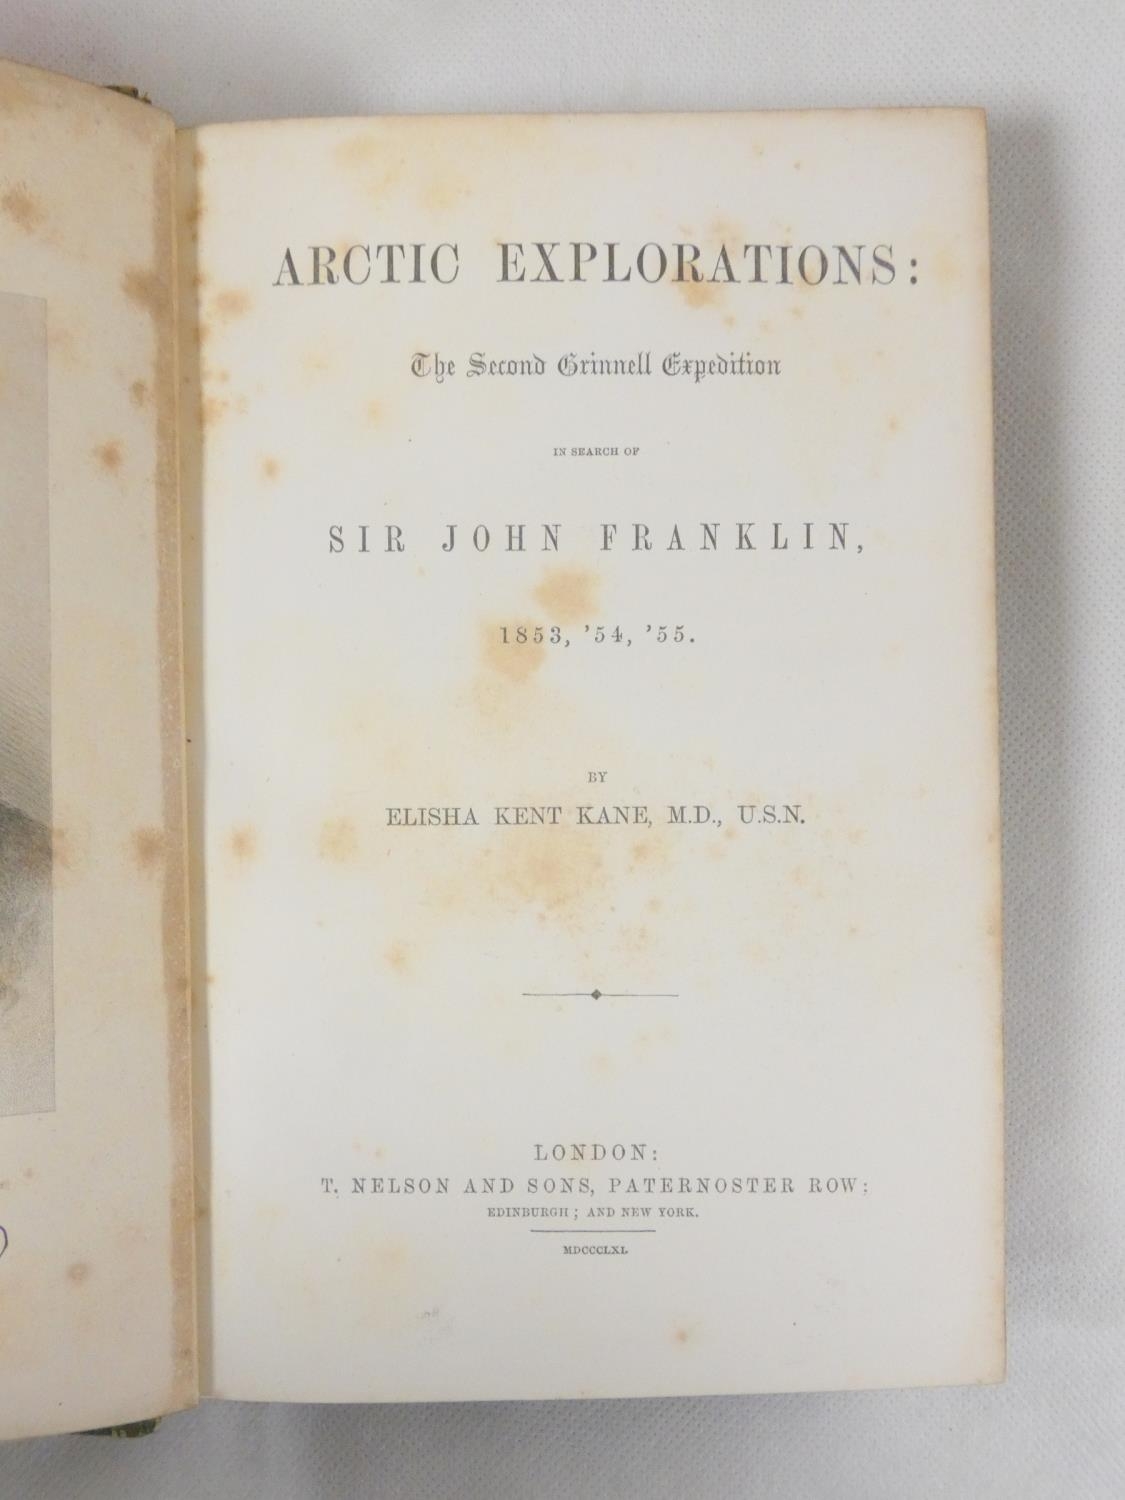 ARCTIC EXPLORATIONS:
The Second Grinnell Expedition
IN SEARCH OF
SIR JOHN FRANKLIN,
1853, '54, '55.
BY
ELISHA KENT KANE, M.D., U.S.N.
LONDON:
T. NELSON AND SONS, PATERNOSTER ROW;
EDINBURGH; AND NEW YORK.
MDCCCLXI.